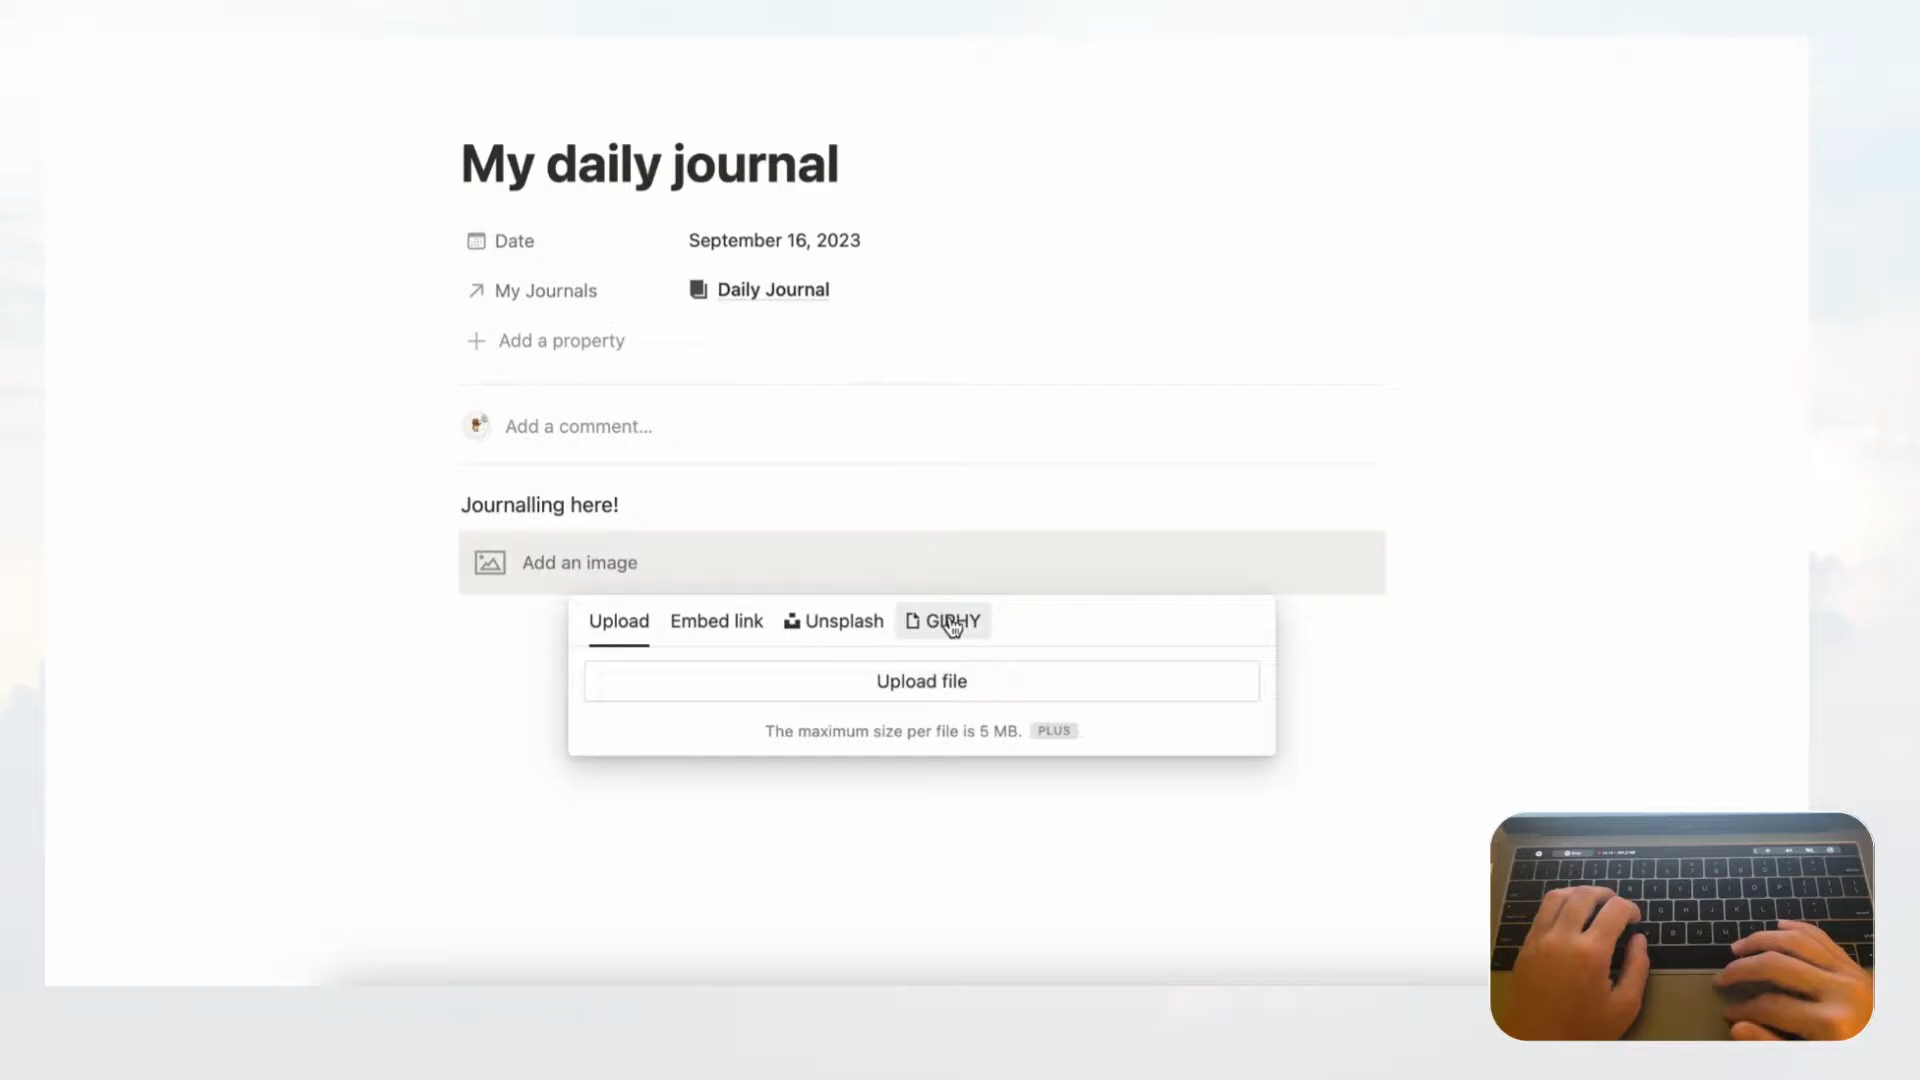 My daily journal
Date September 16, 2023
My Journals Daily Journal
Add a property
Add a comment...
Journalling here!
Add an image
Upload Embed link Unsplash GIPHY
Upload file
The maximum size per file is 5 MB. PLUS